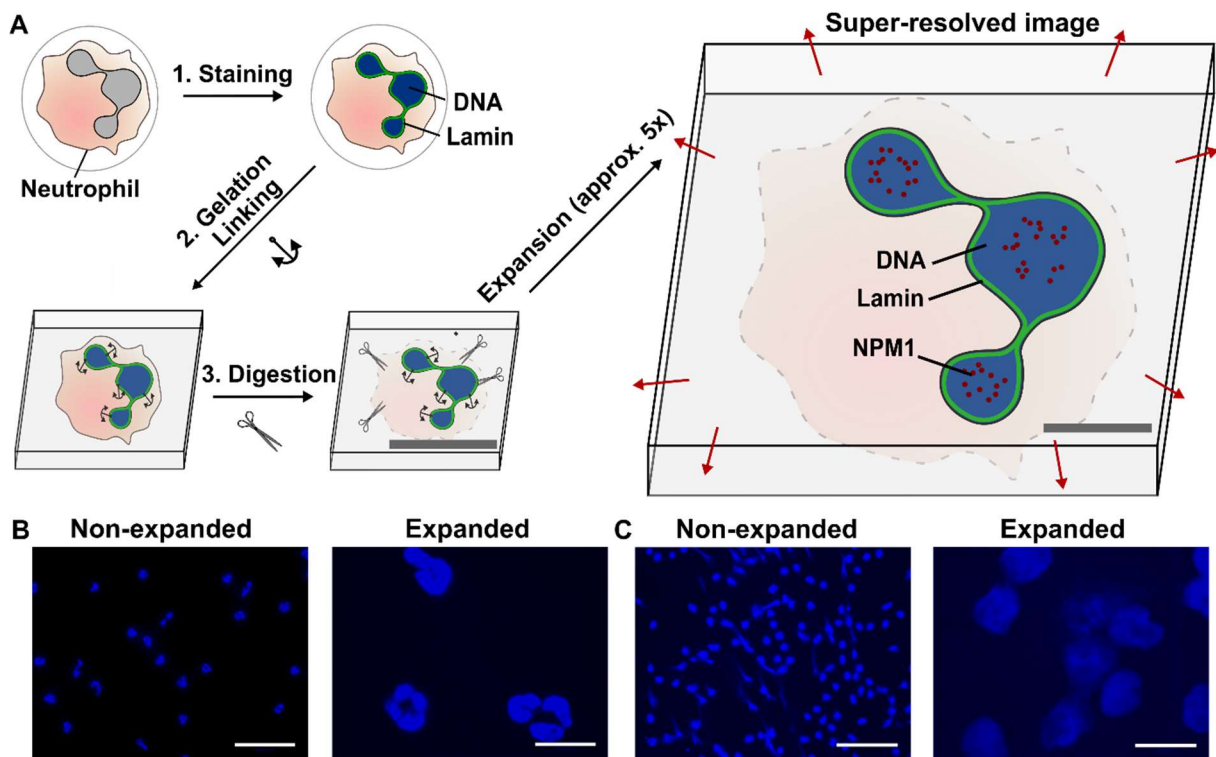 A
Super-resolved image
1. Staining
DNA
Lamin
Neutrophil
2. Gelation
Linking
Expansion (approx. 5x)
3. Digestion
DNA
Lamin
NPM1
B
Non-expanded
Expanded
C
Non-expanded
Expanded